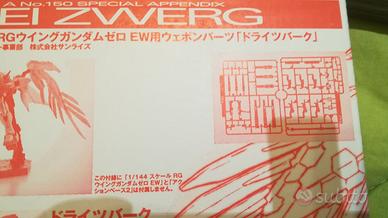 A No.150 SPECIAL APPENDIX
EI ZWERG
RGウイングガンダムゼロ EW用ウェポンパーツ「ドライツバーク」
事業部 株式会社サンライズ
この付録に「1/144 スケール RG
ウイングガンダムゼロ EW」と「アク
ションベース2」は付属しません。
ドライツバーク
subito